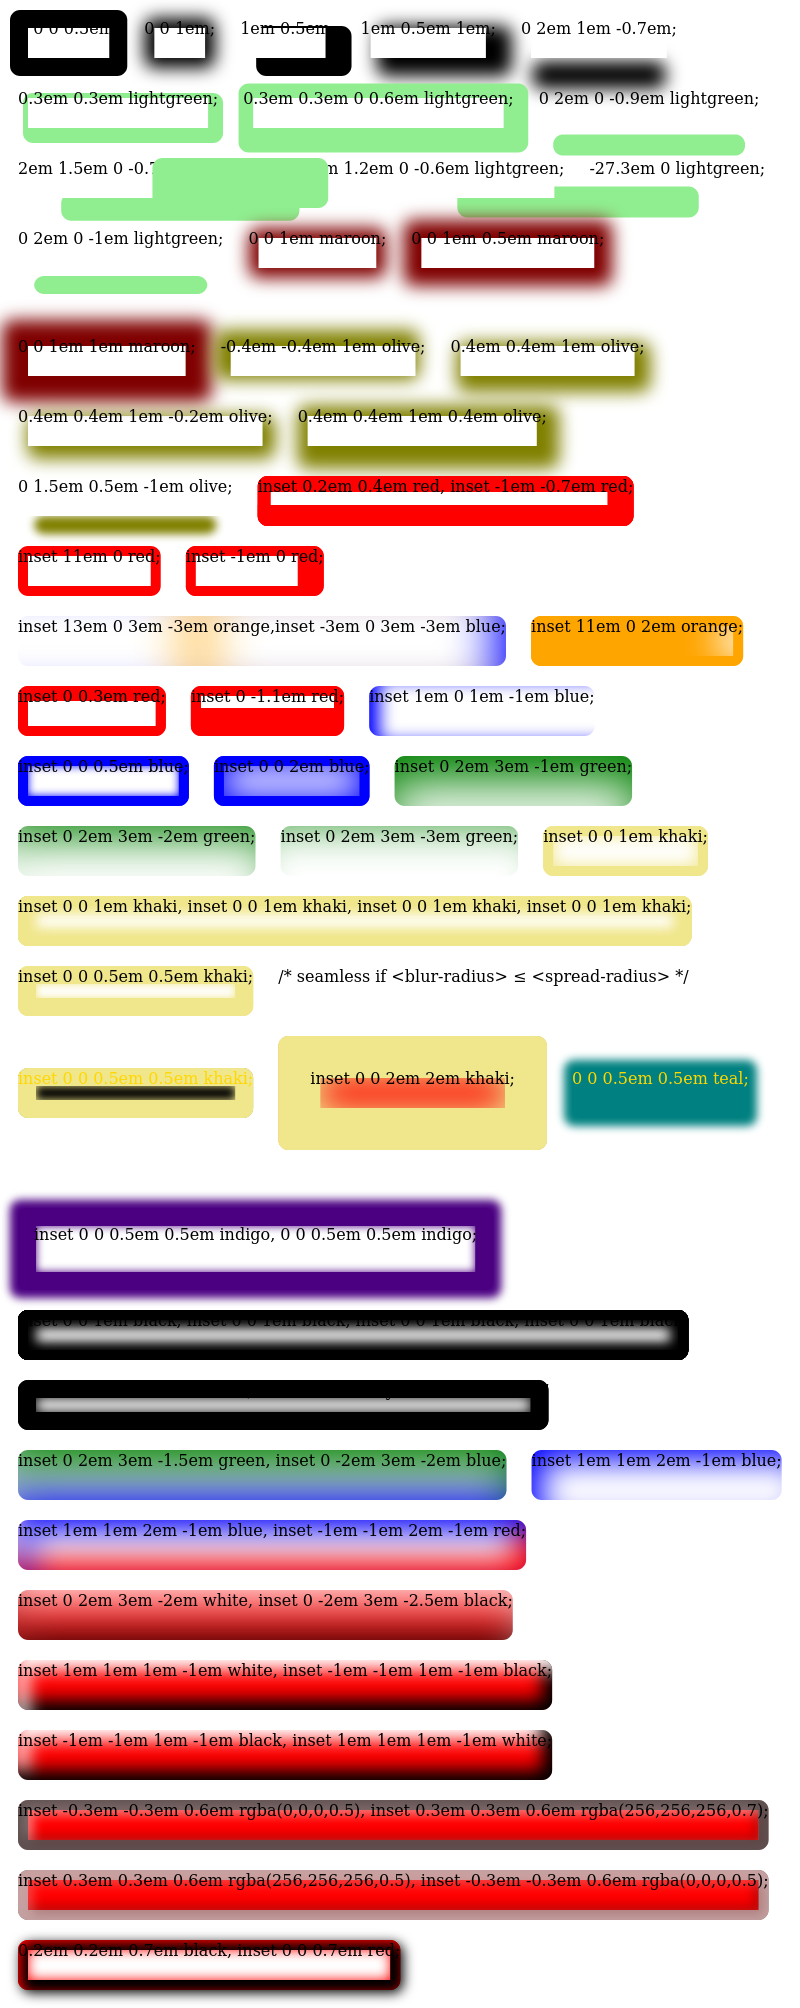 0 0 0.5em 0 0 1em; 1em 0.5em 1em 0.5em 1em; 0 2em 1em -0.7em;
0.3em 0.3em lightgreen; 0.3em 0.3em 0 0.6em lightgreen; 0 2em 0 -0.9em lightgreen;
2em 1.5em 0 1.2em 0 -0.6em lightgreen; -27.3em 0 lightgreen;
0 2em 0 -1em lightgreen; 0 0 1em maroon; 0 0 1em 0.5em maroon;
0 0 1em 1em maroon; -0.4em -0.4em 1em olive; 0.4em 0.4em 1em olive;
0.4em 0.4em 1em -0.2em olive; 0.4em 0.4em 1em 0.4em olive;
0 1.5em 0.5em -1em olive; inset 0.2em 0.4em red, inset -1em -0.7em red;
inset 11em 0 red; inset -1em 0 red;
inset 13em 0 3em -3em orange,inset -3em 0 3em -3em blue; inset 11em 0 2em orange;
inset 0 0.3em red; inset 0 -1.1em red; inset 1em 0 1em -1em blue;
inset 0 0 0.5em blue; inset 0 0 2em blue; inset 0 2em 3em -1em green;
inset 0 2em 3em -2em green; inset 0 2em 3em -3em green; inset 0 0 1em khaki;
inset 0 0 1em khaki, inset 0 0 1em khaki, inset 0 0 1em khaki, inset 0 0 1em khaki;
inset 0 0 0.5em 0.5em khaki; /* seamless if <blur-radius> ≤ <spread-radius> */
inset 0 0 0.5em 0.5em khaki; inset 0 0 2em 2em khaki; 0 0 0.5em 0.5em teal;
inset 0 0 0.5em 0.5em indigo, 0 0 0.5em 0.5em indigo;
inset 0 0 1em black, inset 0 0 1em black, inset 0 0 1em black, inset 0 0 1em
inset 0 2em 3em -1.5em green, inset 0 -2em 3em -2em blue; inset 1em 1em 2em -1em blue;
inset 1em 1em 2em -1em blue, inset -1em -1em 2em -1em red;
inset 0 2em 3em -2em white, inset 0 -2em 3em -2.5em black;
inset 1em 1em 1em -1em white, inset -1em -1em 1em -1em black;
inset -1em -1em 1em -1em black, inset 1em 1em 1em -1em white;
inset -0.3em -0.3em 0.6em rgba(0,0,0,0.5), inset 0.3em 0.3em 0.6em rgba(256,256,256,0.7);
inset 0.3em 0.3em 0.6em rgba(256,256,256,0.5), inset -0.3em -0.3em 0.6em rgba(0,0,0,0.5);
0.2em 0.2em 0.7em black, inset 0 0 0.7em red;